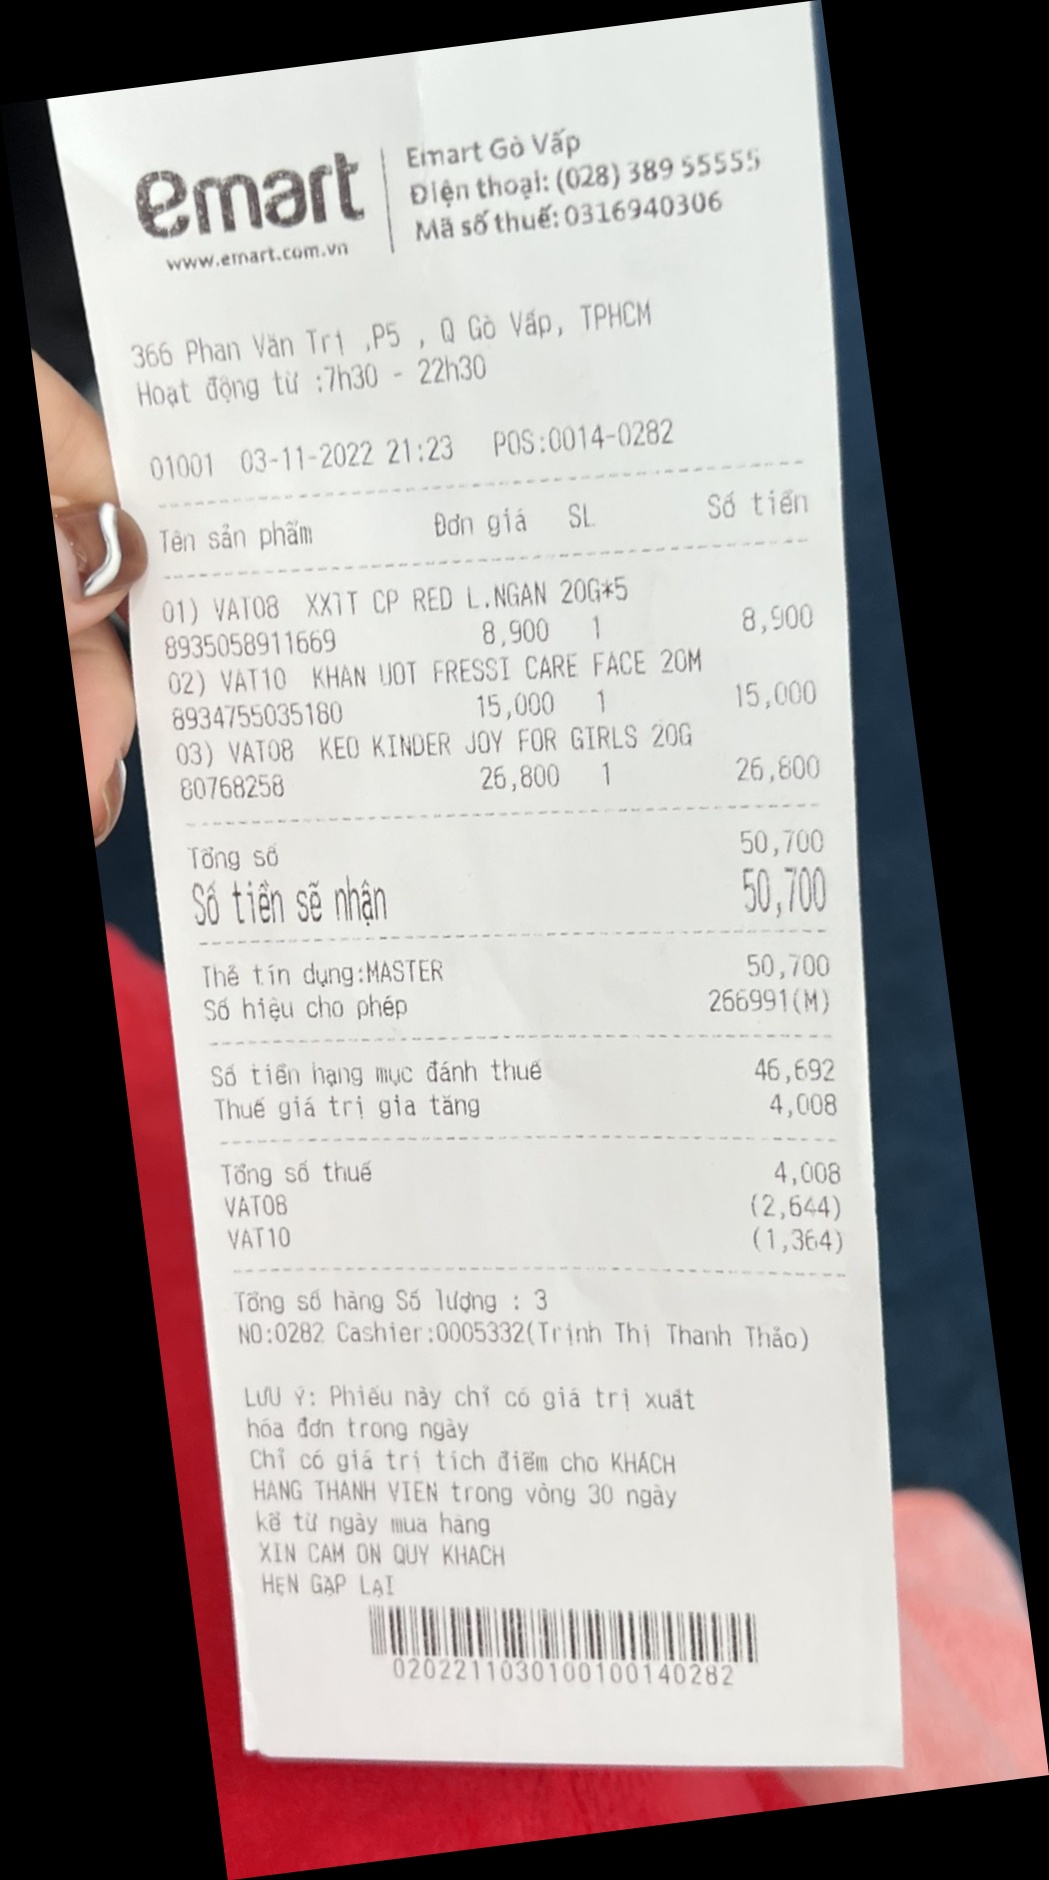 emart
www.emart.com.vn
Emart Gò Vấp
Điện thoại: (028) 389 55555
Mã số thuế: 0316940306
366 Phan Văn Trị ,P5 , Q Gò Vấp, TPHCM
Hoạt động từ :7h30 - 22h30
01001 03-11-2022 21:23 POS:0014-0282
Tên sản phẩm Đơn giá SL Số tiền
01) VAT08 XX1T CP RED L.NGAN 20G*5
8935058911669 8,900 1 8,900
02) VAT10 KHAN UOT FRESSI CARE FACE 20M
8934755035180 15,000 1 15,000
03) VAT08 KEO KINDER JOY FOR GIRLS 20G
80768258 26,800 1 26,800
Tổng số 50,700
Số tiền sẽ nhận 50,700
Thẻ tín dụng:MASTER 50,700
Số hiệu cho phép 266991(M)
Số tiền hạng mục đánh thuế 46,692
Thuế giá trị gia tăng 4,008
Tổng số thuế 4,008
VAT08 (2,644)
VAT10 (1,364)
Tổng số hàng Số lượng : 3
NO:0282 Cashier:0005332(Trịnh Thị Thanh Thảo)
LƯU Ý: Phiếu này chỉ có giá trị xuất
hóa đơn trong ngày
Chỉ có giá trị tích điểm cho KHÁCH
HANG THANH VIEN trong vòng 30 ngày
kể từ ngày mua hàng
XIN CAM ON QUY KHACH
HẸN GẶP LẠI
020221103010010014​0282